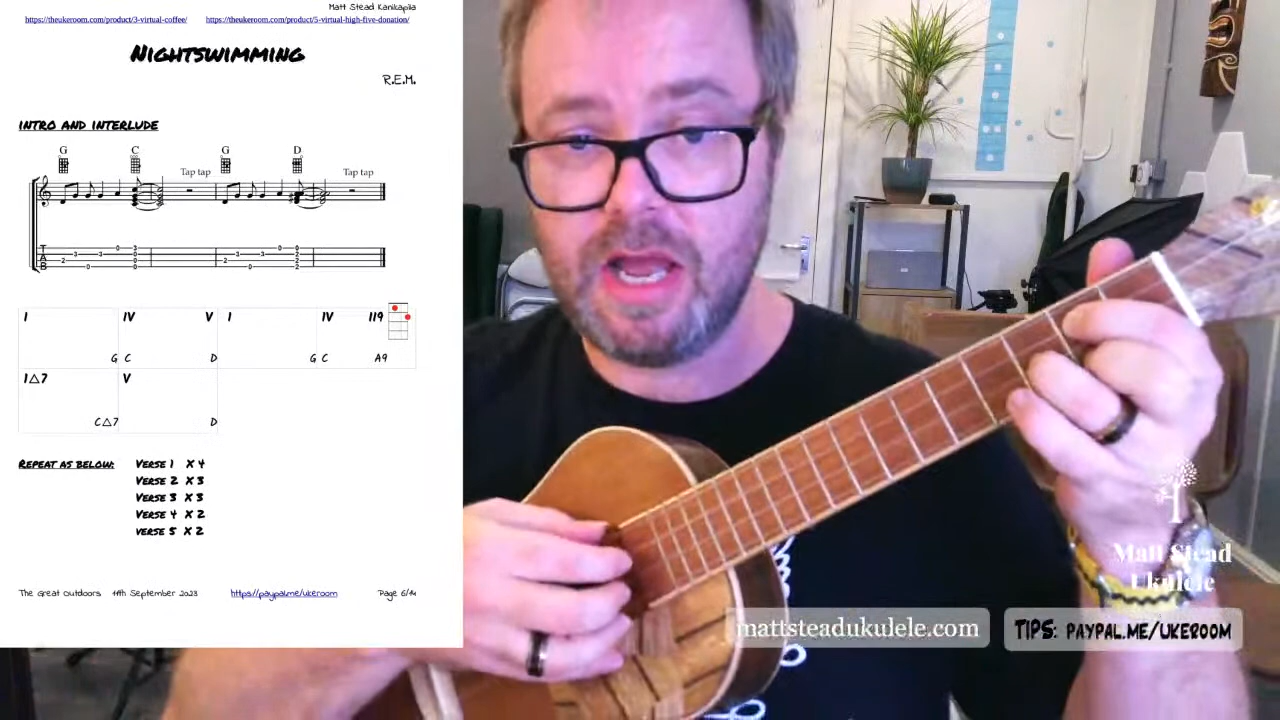 Matt Stead Kanikapila
https://theukeroom.com/product/3-virtual-coffee/ https://theukeroom.com/product/5-virtual-high-five-donation/
Nightswimming
R.E.M.
INTRO AND INTERLUDE
G C G D
Tap tap Tap tap
I IV V I IV II9
G C D G C A9
I△7 V
C△7 D
REPEAT AS BELOW: VERSE 1 X 4
VERSE 2 X 3
VERSE 3 X 3
VERSE 4 X 2
VERSE 5 X 2
The Great Outdoors 14th September 2023 https://paypal.me/ukeroom Page 6/14
Matt Stead
Ukulele
mattsteadukulele.com TIPS: PAYPAL.ME/UKEROOM